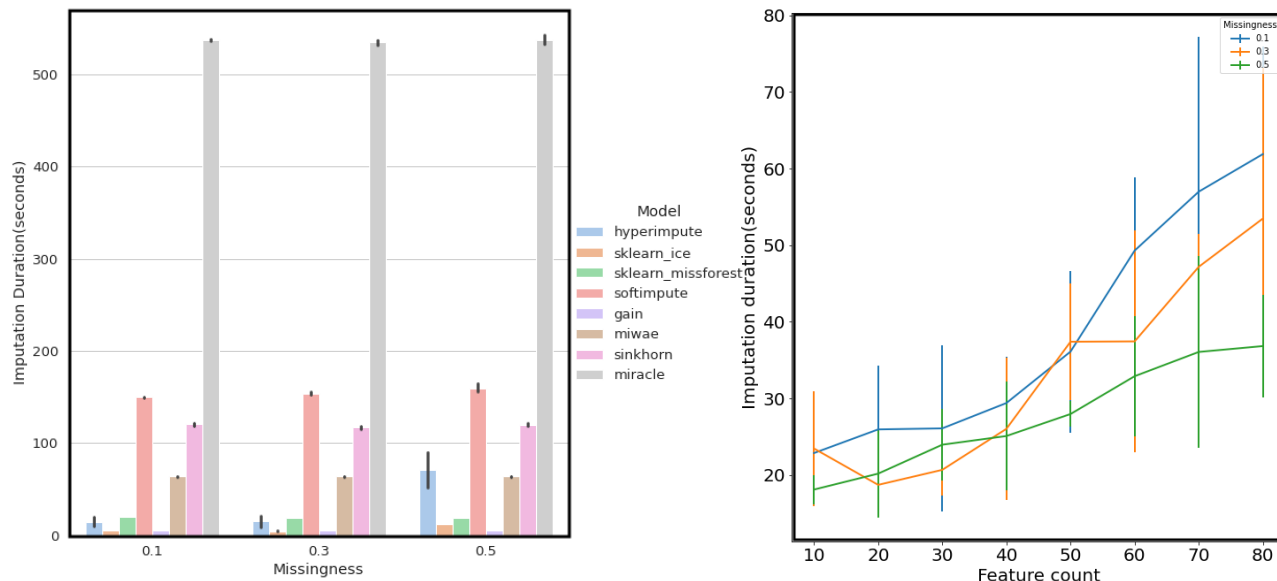 Imputation Duration(seconds)
500
400
300
200
100
0
0.1 0.3 0.5
Missingness
Model
hyperimpute
sklearn_ice
sklearn_missforest
softimpute
gain
miwae
sinkhorn
miracle
Imputation duration(seconds)
80
70
60
50
40
30
20
10 20 30 40 50 60 70 80
Feature count
Missingness
0.1
0.3
0.5